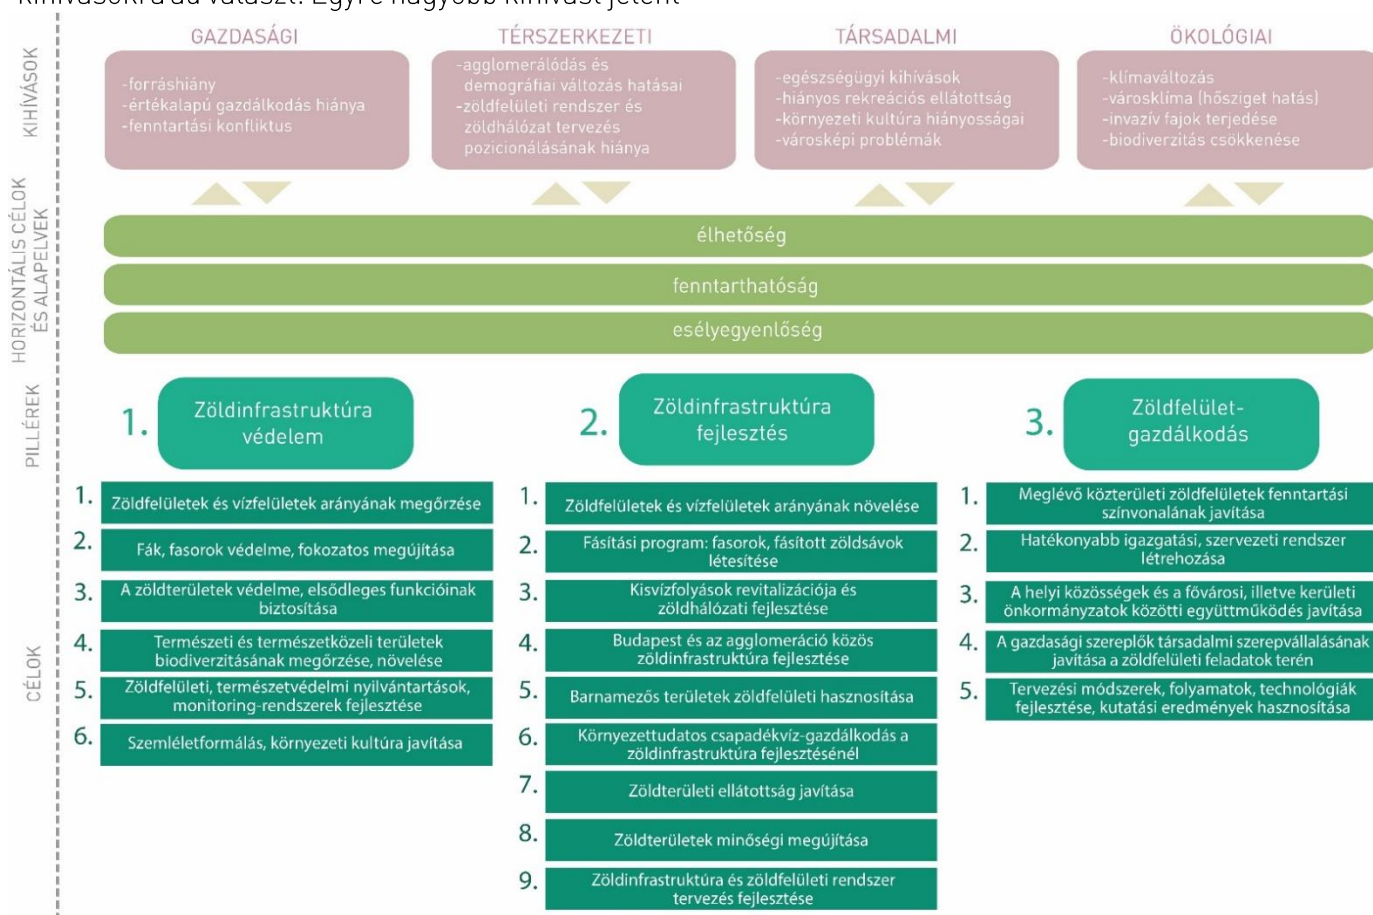 kihívásokra ad választ. Egyre nagyobb kihívást jelent
KIHÍVÁSOK
GAZDASÁGI
-forráshiány
-értékalapú gazdálkodás hiánya
-fenntartási konfliktus
TÉRSZERKEZETI
-agglomerálódás és
demográfiai változás hatásai
-zöldfelületi rendszer és
zöldhálózat tervezés
pozicionálásának hiánya
TÁRSADALMI
-egészségügyi kihívások
-hiányos rekreációs ellátottság
-környezeti kultúra hiányosságai
-városképi problémák
ÖKOLÓGIAI
-klímaváltozás
-városklíma (hősziget hatás)
-invazív fajok terjedése
-biodiverzitás csökkenése
HORIZONTÁLIS CÉLOK
ÉS ALAPELVEK
élhetőség
fenntarthatóság
esélyegyenlőség
PILLÉREK
1. Zöldinfrastruktúra
védelem
2. Zöldinfrastruktúra
fejlesztés
3. Zöldfelület-
gazdálkodás
CÉLOK
1. Zöldfelületek és vízfelületek arányának megőrzése
2. Fák, fasorok védelme, fokozatos megújítása
3. A zöldterületek védelme, elsődleges funkcióinak
biztosítása
4. Természeti és természetközeli területek
biodiverzitásának megőrzése, növelése
5. Zöldfelületi, természetvédelmi nyilvántartások,
monitoring-rendszerek fejlesztése
6. Szemléletformálás, környezeti kultúra javítása
1. Zöldfelületek és vízfelületek arányának növelése
2. Fásítási program: fasorok, fásított zöldsávok
létesítése
3. Kisvízfolyások revitalizációja és
zöldhálózati fejlesztése
4. Budapest és az agglomeráció közös
zöldinfrastruktúra fejlesztése
5. Barnamezős területek zöldfelületi hasznosítása
6. Környezettudatos csapadékvíz-gazdálkodás a
zöldinfrastruktúra fejlesztésénél
7. Zöldterületi ellátottság javítása
8. Zöldterületek minőségi megújítása
9. Zöldinfrastruktúra és zöldfelületi rendszer
tervezés fejlesztése
1. Meglévő közterületi zöldfelületek fenntartási
színvonalának javítása
2. Hatékonyabb igazgatási, szervezeti rendszer
létrehozása
3. A helyi közösségek és a fővárosi, illetve kerületi
önkormányzatok közötti együttműködés javítása
4. A gazdasági szereplők társadalmi szerepvállalásának
javítása a zöldfelületi feladatok terén
5. Tervezési módszerek, folyamatok, technológiák
fejlesztése, kutatási eredmények hasznosítása